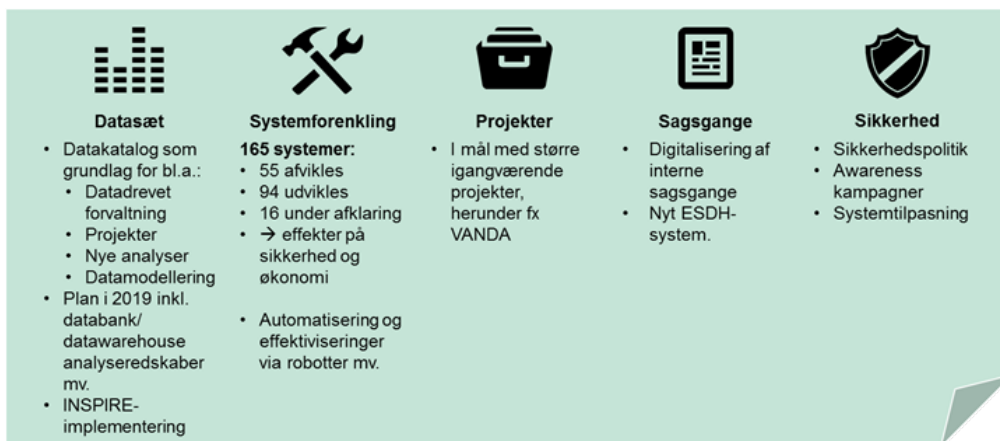 Datasæt
• Datakatalog som
grundlag for bl.a.:
• Datadrevet
forvaltning
• Projekter
• Nye analyser
• Datamodellering
• Plan i 2019 inkl.
databank/
datawarehouse
analyseredskaber
mv.
• INSPIRE-
implementering
Systemforenkling
165 systemer:
• 55 afvikles
• 94 udvikles
• 16 under afklaring
• → effekter på
sikkerhed og
økonomi
• Automatisering og
effektiviseringer
via robotter mv.
Projekter
• I mål med større
igangværende
projekter,
herunder fx
VANDA
Sagsgange
• Digitalisering af
interne
sagsgange
• Nyt ESDH-
system.
Sikkerhed
• Sikkerhedspolitik
• Awareness
kampagner
• Systemtilpasning